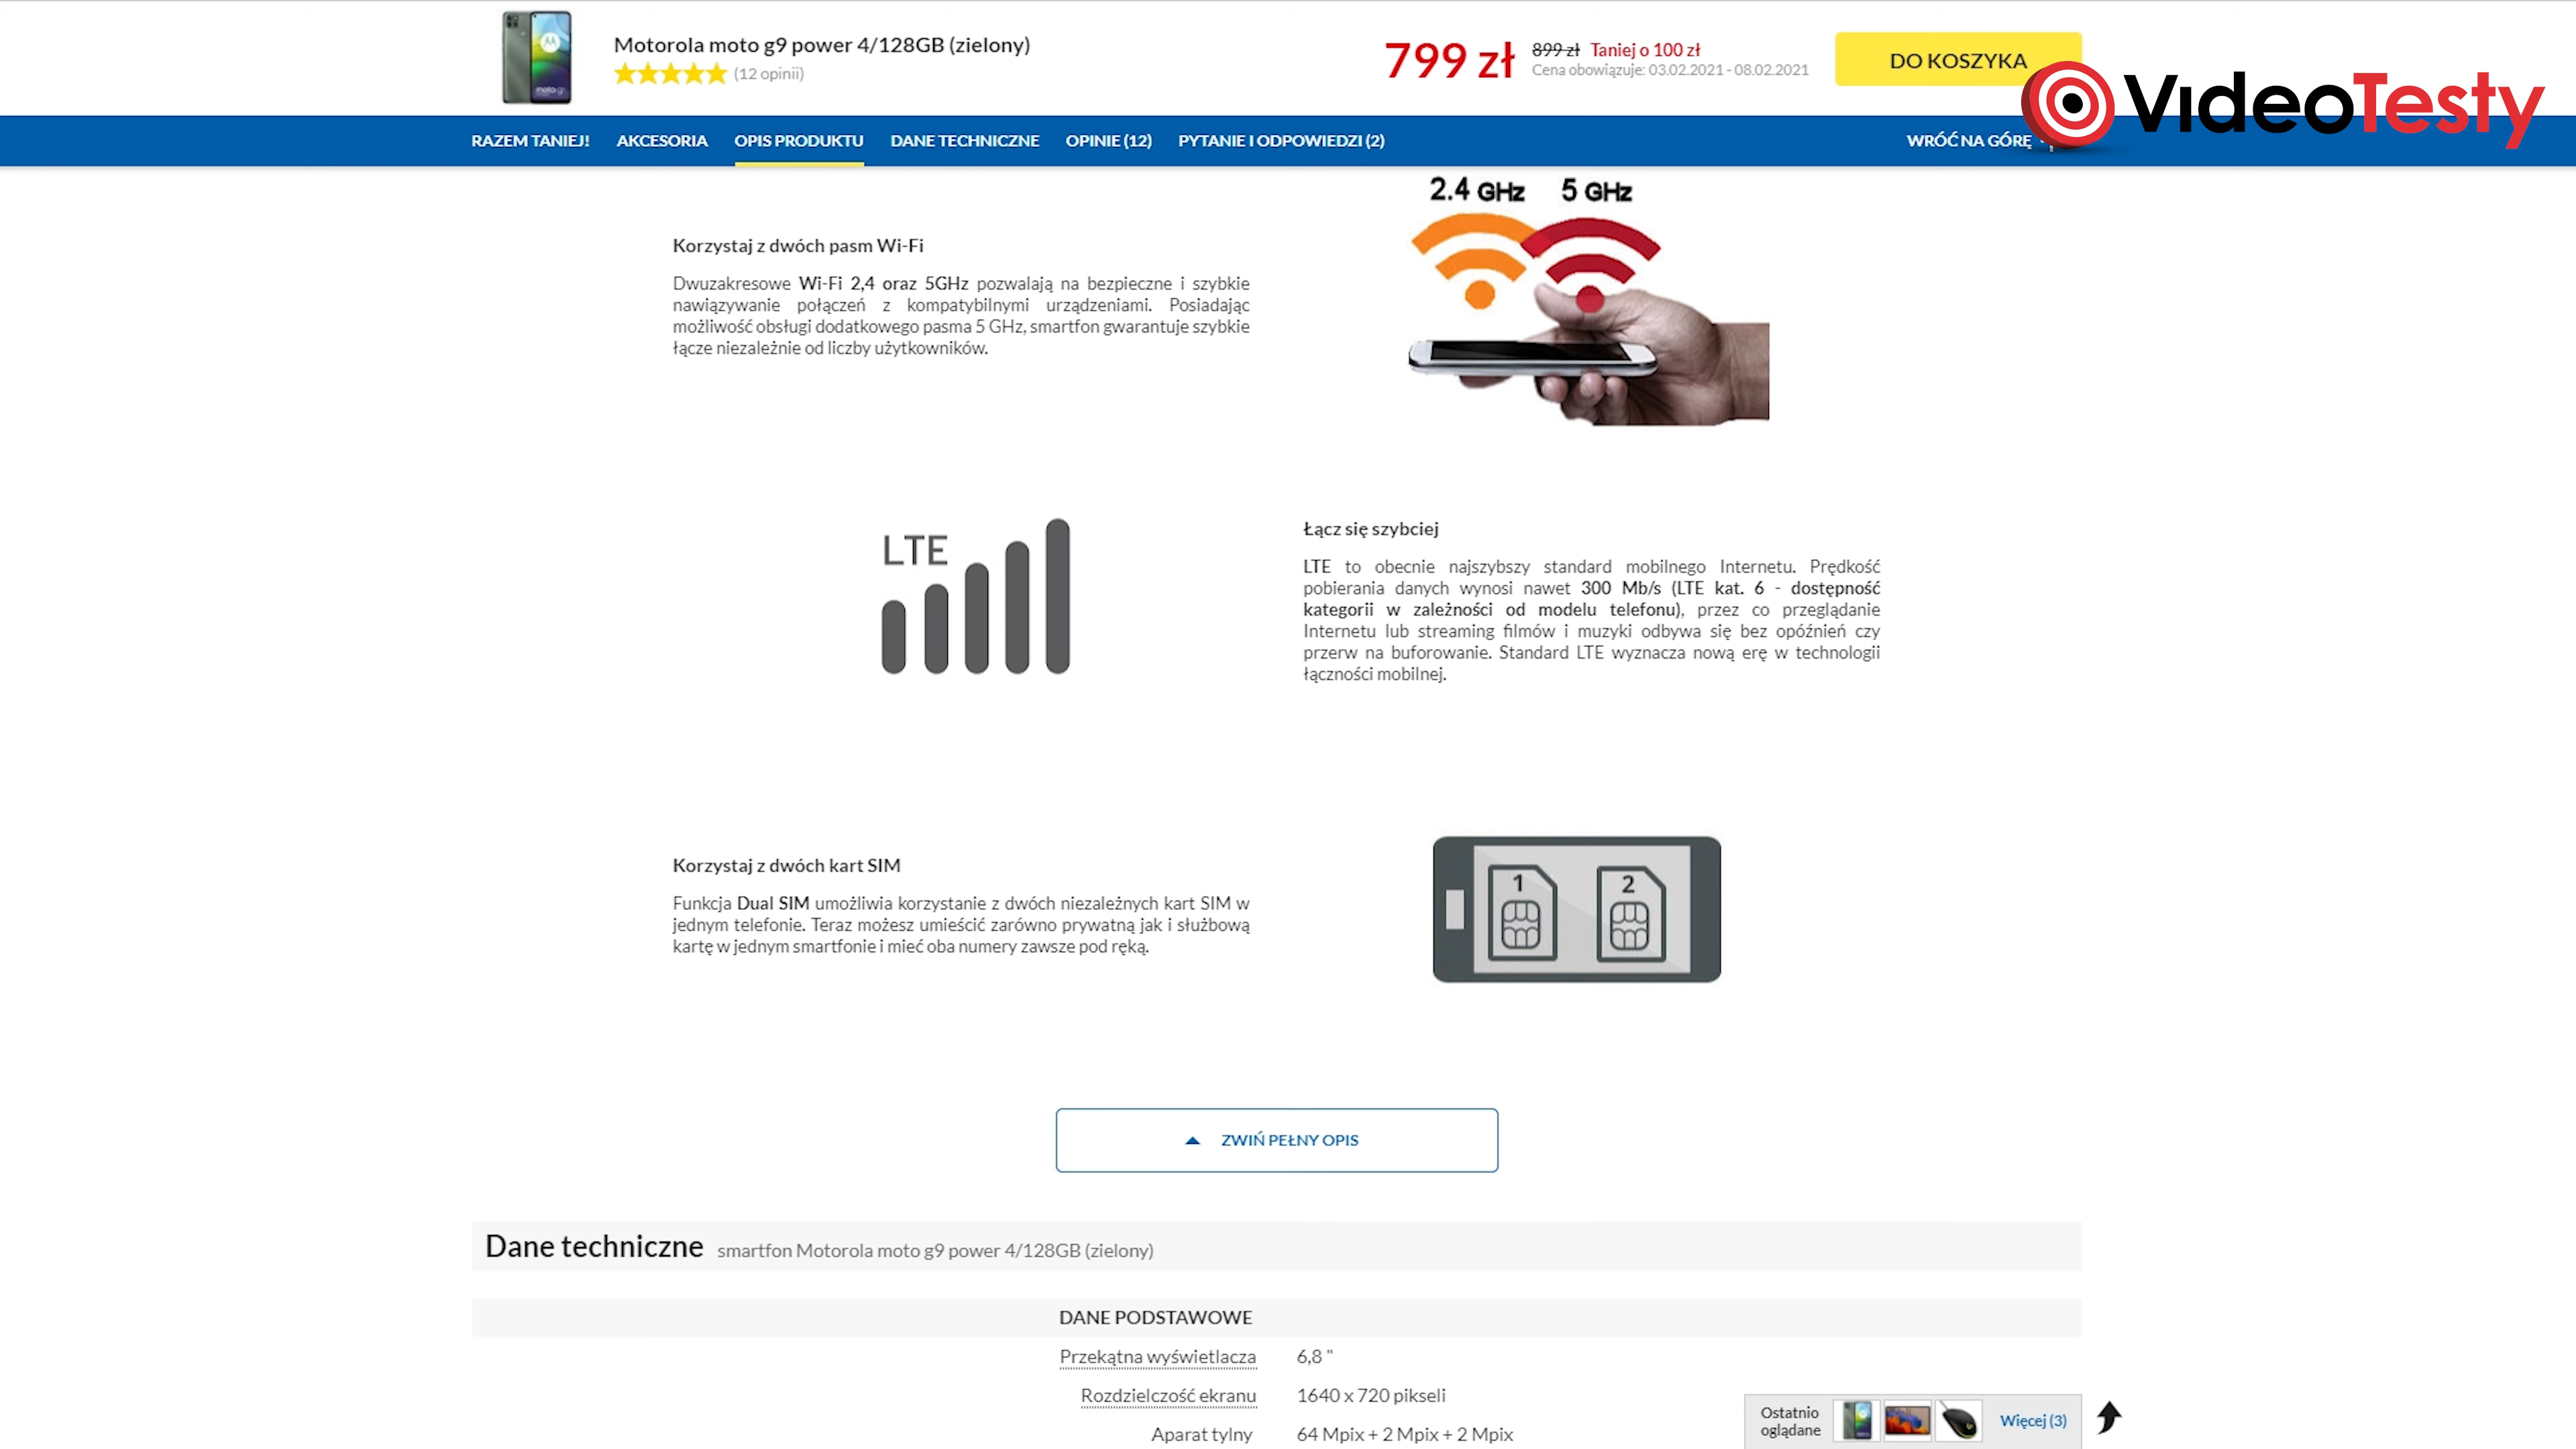 Motorola moto g9 power 4/128GB (zielony)
(12 opinii)
799 zł
899 zł Taniej o 100 zł
Cena obowiązuje: 03.02.2021 - 08.02.2021
DO KOSZYKA
VideoTesty
RAZEM TANIEJ! AKCESORIA OPIS PRODUKTU DANE TECHNICZNE OPINIE (12) PYTANIE I ODPOWIEDZI (2) WRÓĆ NA GÓRĘ
2.4 GHz 5 GHz
Korzystaj z dwóch pasm Wi-Fi
Dwuzakresowe Wi-Fi 2,4 oraz 5GHz pozwalają na bezpieczne i szybkie
nawiązywanie połączeń z kompatybilnymi urządzeniami. Posiadając
możliwość obsługi dodatkowego pasma 5 GHz, smartfon gwarantuje szybkie
łącze niezależnie od liczby użytkowników.
LTE
Łącz się szybciej
LTE to obecnie najszybszy standard mobilnego Internetu. Prędkość
pobierania danych wynosi nawet 300 Mb/s (LTE kat. 6 - dostępność
kategorii w zależności od modelu telefonu), przez co przeglądanie
Internetu lub streaming filmów i muzyki odbywa się bez opóźnień czy
przerw na buforowanie. Standard LTE wyznacza nową erę w technologii
łączności mobilnej.
Korzystaj z dwóch kart SIM
Funkcja Dual SIM umożliwia korzystanie z dwóch niezależnych kart SIM w
jednym telefonie. Teraz możesz umieścić zarówno prywatną jak i służbową
kartę w jednym smartfonie i mieć oba numery zawsze pod ręką.
1 2
ZWIŃ PEŁNY OPIS
Dane techniczne smartfon Motorola moto g9 power 4/128GB (zielony)
DANE PODSTAWOWE
Przekątna wyświetlacza 6,8 "
Rozdzielczość ekranu 1640 x 720 pikseli
Aparat tylny 64 Mpix + 2 Mpix + 2 Mpix
Ostatnio
oglądane
Więcej (3)